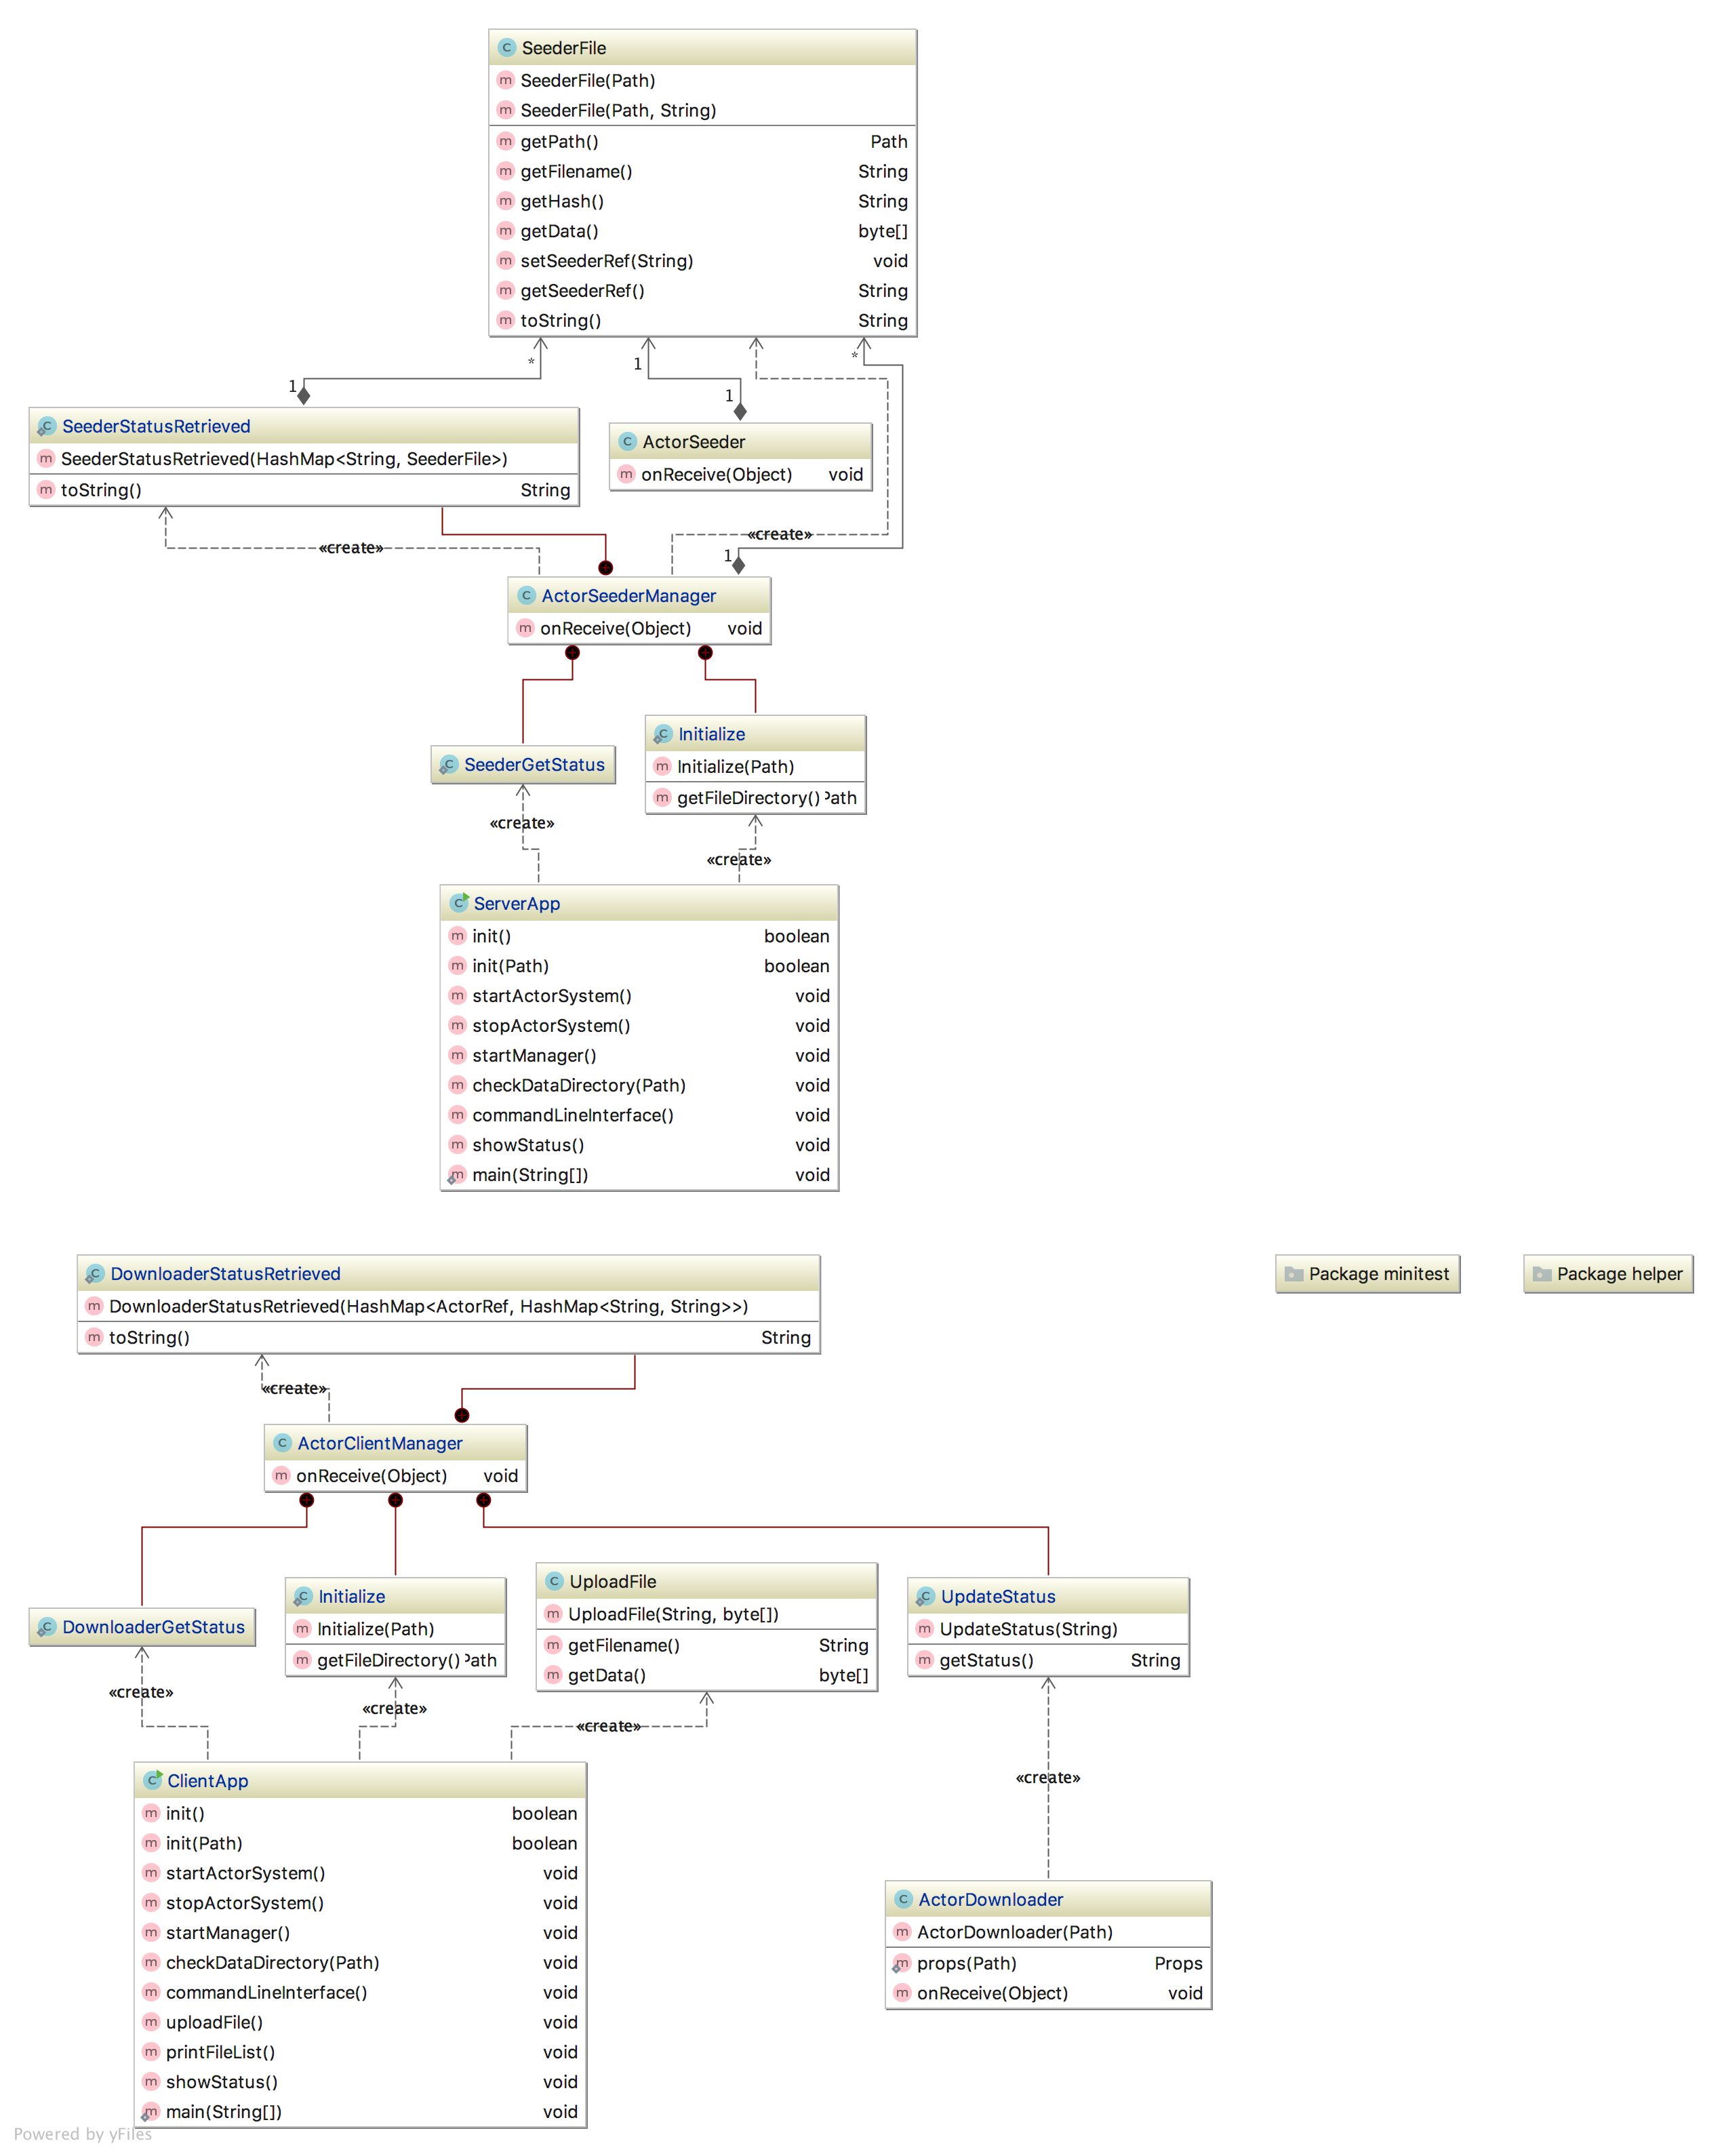 SeederFile
SeederFile(Path)
SeederFile(Path, String)
getPath() Path
getFilename() String
getHash() String
getData() byte[]
setSeederRef(String) void
getSeederRef() String
toString() String
* 1 *
1 1
SeederStatusRetrieved
SeederStatusRetrieved(HashMap<String, SeederFile>)
toString() String
ActorSeeder
onReceive(Object) void
«create»
«create»
1
ActorSeederManager
onReceive(Object) void
SeederGetStatus
Initialize
Initialize(Path)
getFileDirectory() Path
«create»
«create»
ServerApp
init() boolean
init(Path) boolean
startActorSystem() void
stopActorSystem() void
startManager() void
checkDataDirectory(Path) void
commandLineInterface() void
showStatus() void
main(String[]) void
DownloaderStatusRetrieved
DownloaderStatusRetrieved(HashMap<ActorRef, HashMap<String, String>>)
toString() String
Package minitest
Package helper
«create»
ActorClientManager
onReceive(Object) void
DownloaderGetStatus
Initialize
Initialize(Path)
getFileDirectory() Path
UploadFile
UploadFile(String, byte[])
getFilename() String
getData() byte[]
UpdateStatus
UpdateStatus(String)
getStatus() String
«create»
«create»
«create»
«create»
ClientApp
init() boolean
init(Path) boolean
startActorSystem() void
stopActorSystem() void
startManager() void
checkDataDirectory(Path) void
commandLineInterface() void
uploadFile() void
printFileList() void
showStatus() void
main(String[]) void
ActorDownloader
ActorDownloader(Path)
props(Path) Props
onReceive(Object) void
Powered by yFiles